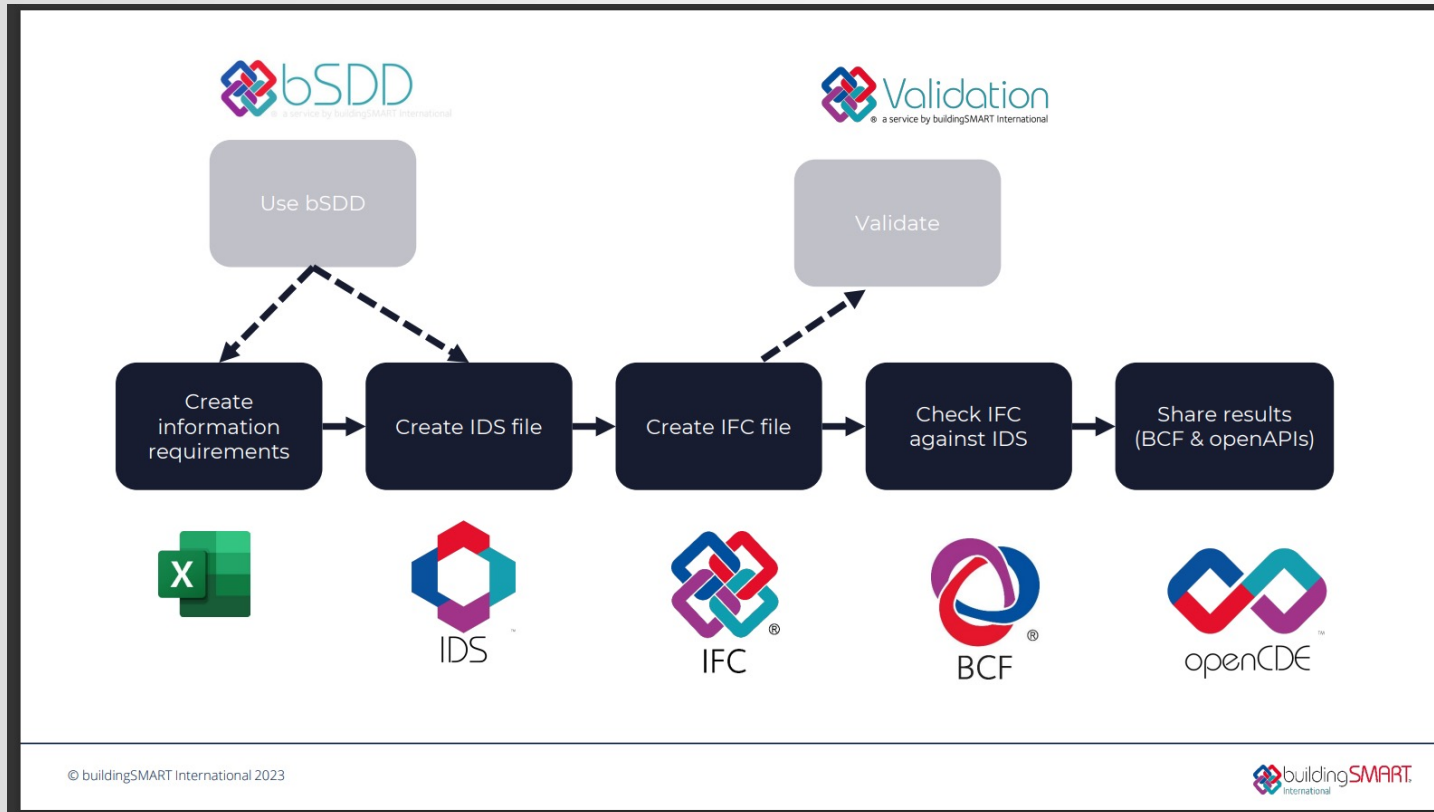 bSDD
® a service by buildingSMART International
Validation
® a service by buildingSMART International
Use bSDD
Validate
Create
information
requirements
Create IDS file
Create IFC file
Check IFC
against IDS
Share results
(BCF & openAPIs)
X
IDS
™
IFC
®
BCF
®
openCDE
™
© buildingSMART International 2023
buildingSMART®
International